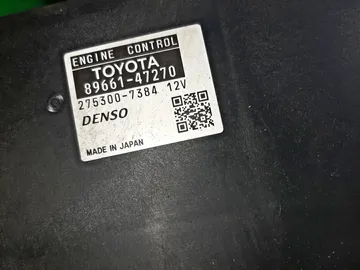 ENGINE CONTROL
TOYOTA
89661-47270
275300-7384 12V
DENSO
MADE IN JAPAN